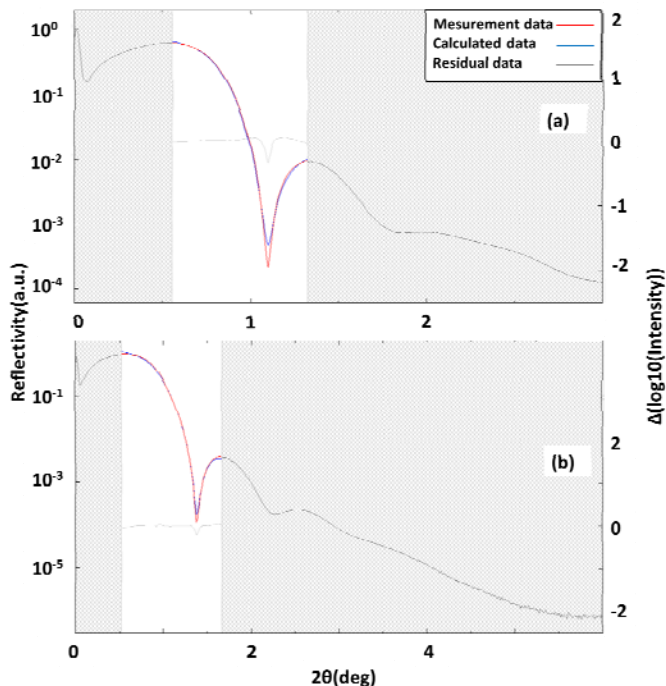 10⁰
10⁻¹
10⁻²
10⁻³
10⁻⁴
Mesurement data
Calculated data
Residual data
(a)
2
1
0
-1
-2
0
1
2
Reflectivity(a.u.)
Δ(log10(Intensity))
10⁻¹
10⁻³
10⁻⁵
(b)
2
0
-2
0
2
4
2θ(deg)